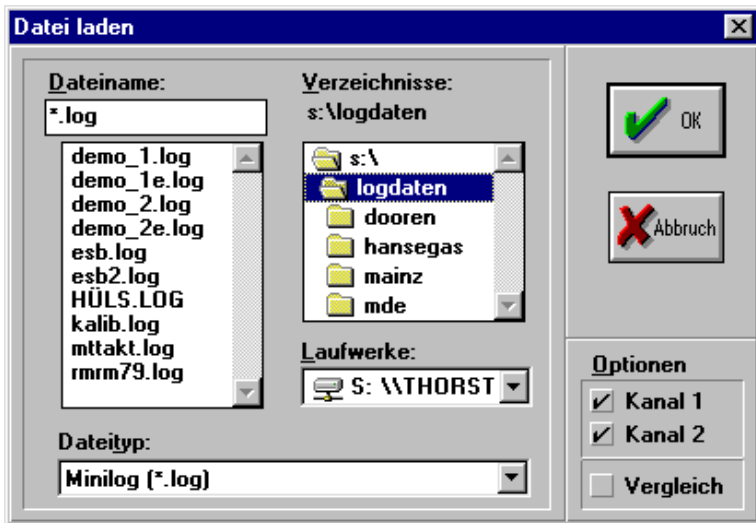 Datei laden
Dateiname:
*.log
demo_1.log
demo_1e.log
demo_2.log
demo_2e.log
esb.log
esb2.log
HÜLS.LOG
kalib.log
mttakt.log
rmrm79.log
Dateityp:
Minilog (*.log)
Verzeichnisse:
s:\logdaten
s:\
logdaten
dooren
hansegas
mainz
mde
Laufwerke:
S: \\THORST
OK
Abbruch
Optionen
Kanal 1
Kanal 2
Vergleich